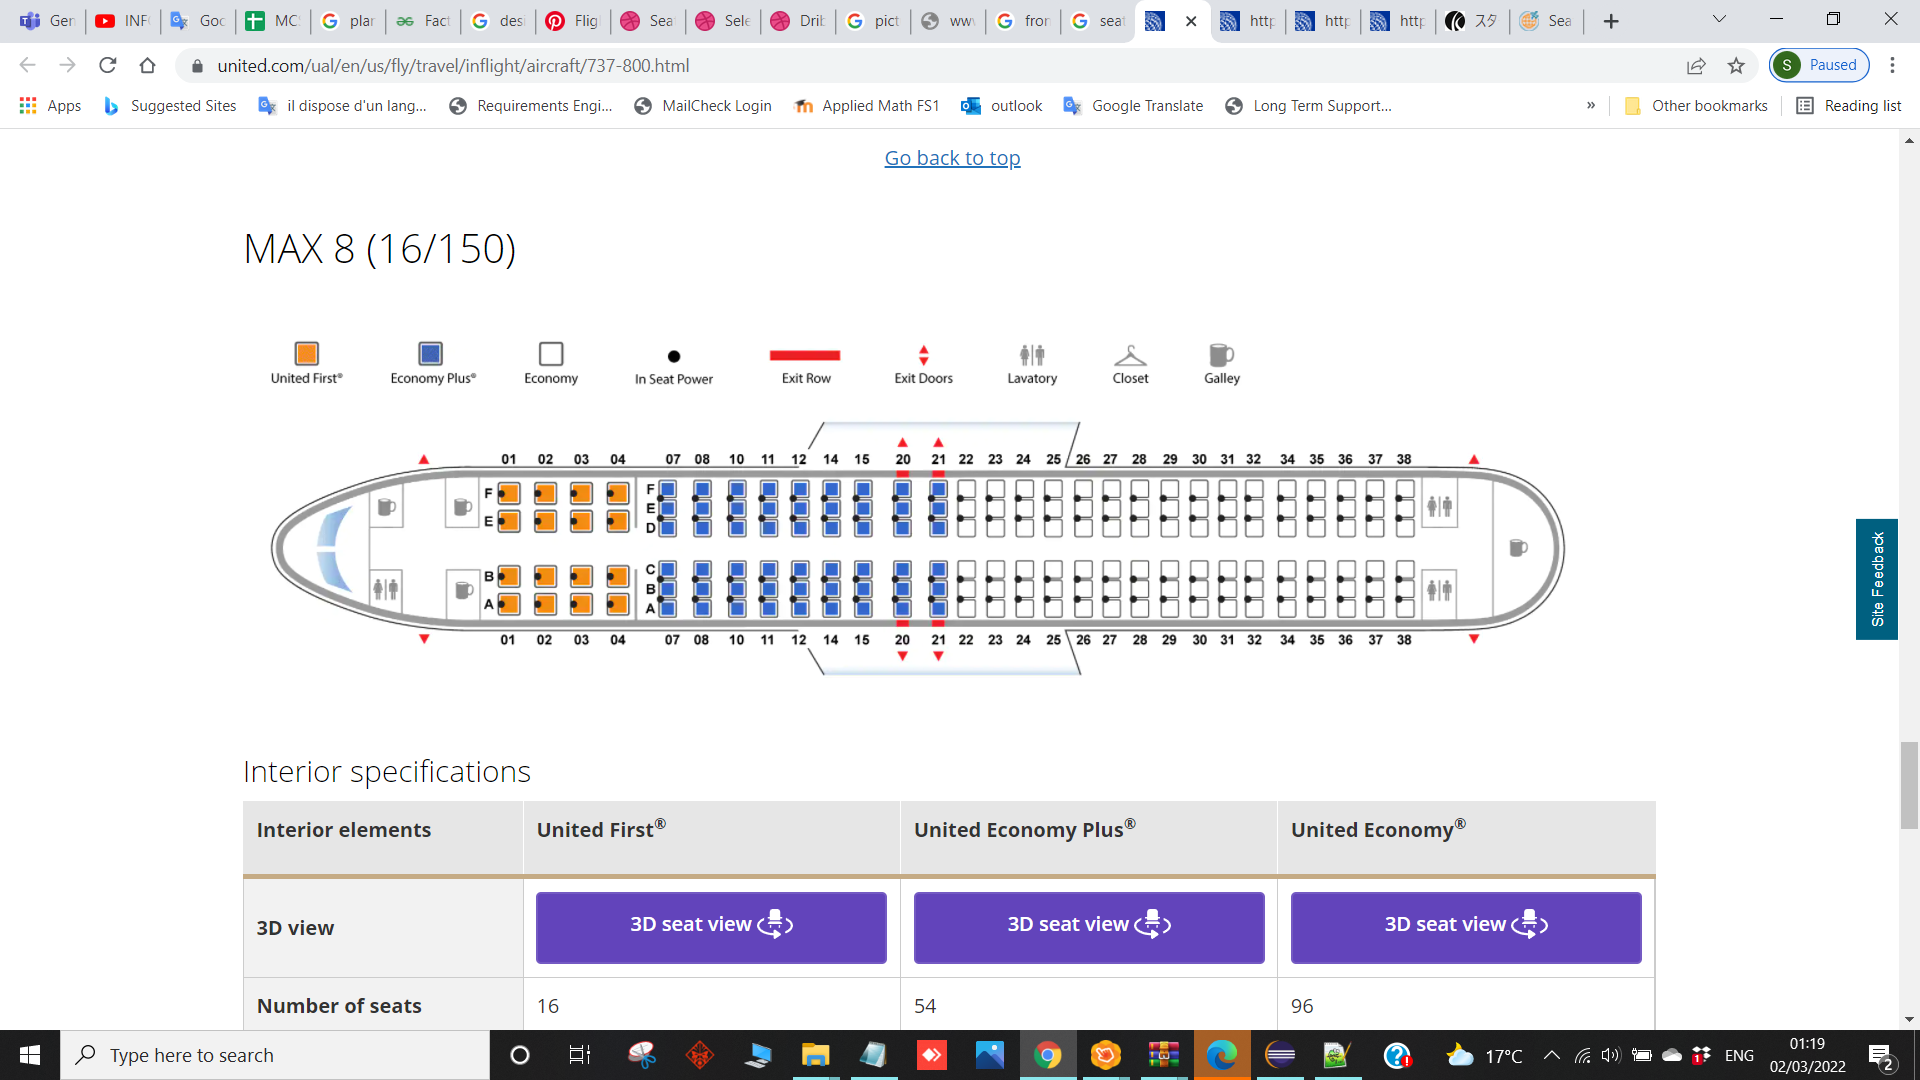 Ger
INF
Goc
MC
plar
Fact
desi
Flig
Sea
Sele
Drib
pict
ww
fror
seat
http
http
http
スタ
Sea
united.com/ual/en/us/fly/travel/inflight/aircraft/737-800.html
S
Paused
Apps
Suggested Sites
il dispose d'un lang...
Requirements Engi...
MailCheck Login
Applied Math FS1
outlook
Google Translate
Long Term Support...
»
Other bookmarks
Reading list
Go back to top
MAX 8 (16/150)
United First®
Economy Plus®
Economy
In Seat Power
Exit Row
Exit Doors
Lavatory
Closet
Galley
01 02 03 04 07 08 10 11 12 14 15 20 21 22 23 24 25 26 27 28 29 30 31 32 34 35 36 37 38
F F
E E
D
C
B B
A A
01 02 03 04 07 08 10 11 12 14 15 20 21 22 23 24 25 26 27 28 29 30 31 32 34 35 36 37 38
Site Feedback
Interior specifications
Interior elements United First® United Economy Plus® United Economy®
3D view 3D seat view 3D seat view 3D seat view
Number of seats 16 54 96
Type here to search
17°C
ENG
01:19
02/03/2022
2